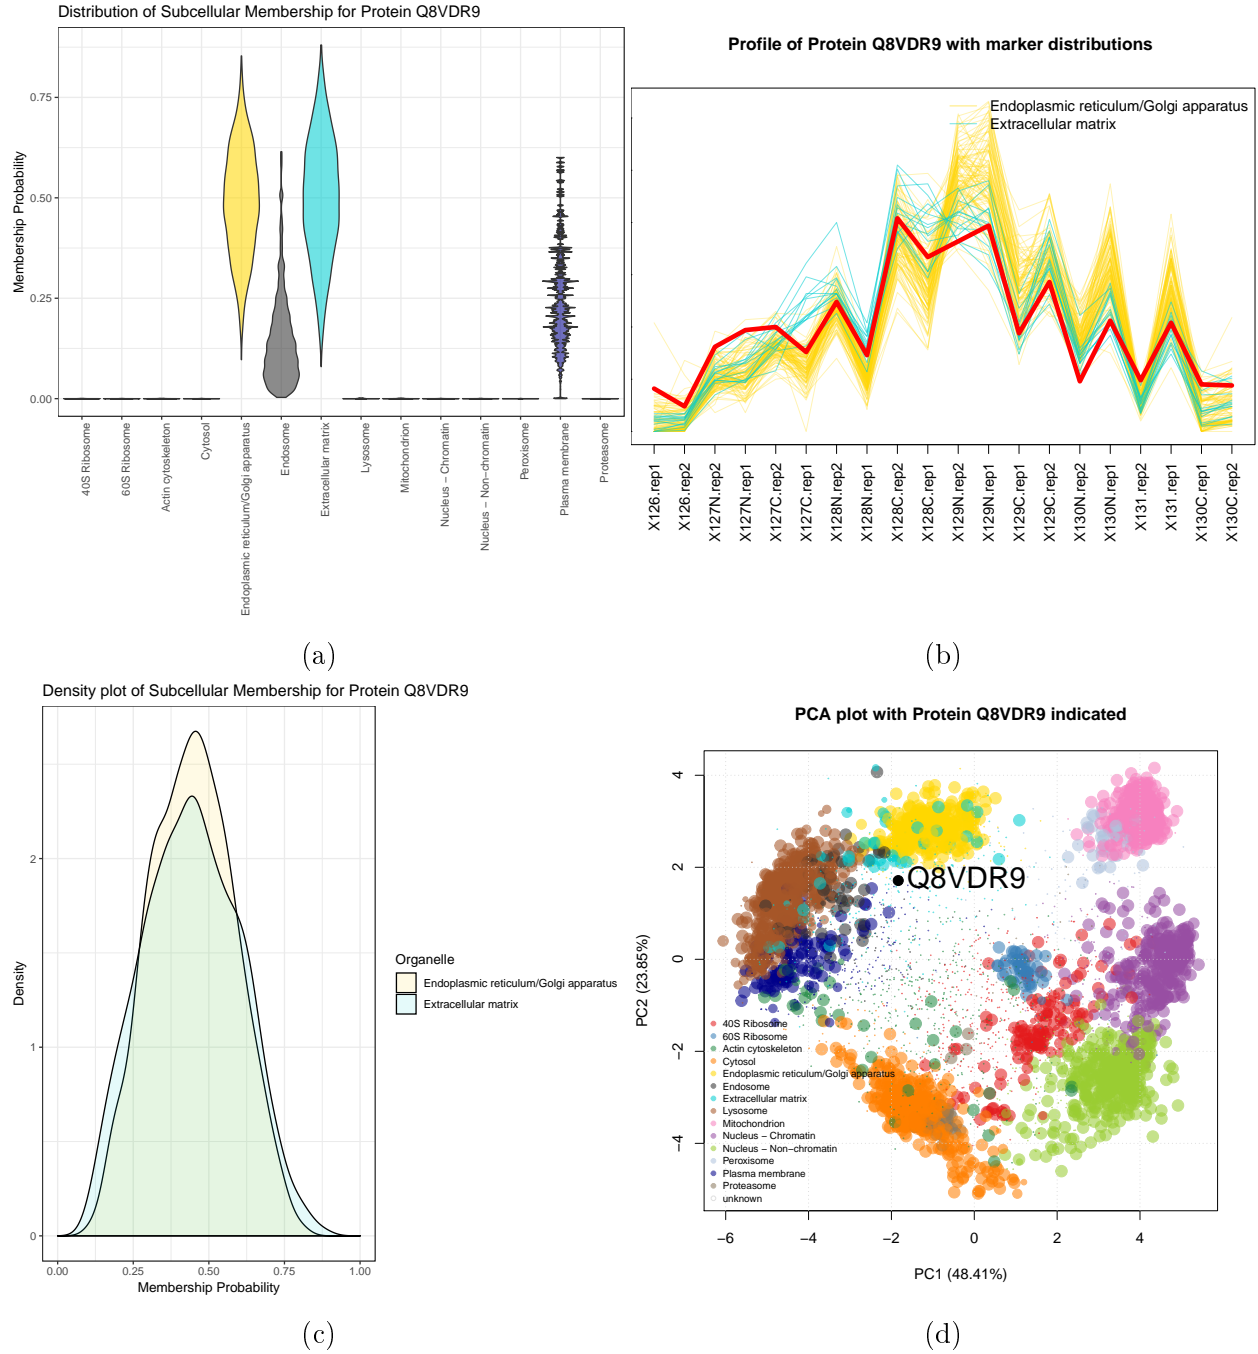 Distribution of Subcellular Membership for Protein Q8VDR9
Membership Probability
0.75
0.50
0.25
0.00
40S Ribosome
60S Ribosome
Actin cytoskeleton
Cytosol
Endoplasmic reticulum/Golgi apparatus
Endosome
Extracellular matrix
Lysosome
Mitochondrion
Nucleus − Chromatin
Nucleus − Non−chromatin
Peroxisome
Plasma membrane
Proteasome
(a)
Profile of Protein Q8VDR9 with marker distributions
Endoplasmic reticulum/Golgi apparatus
Extracellular matrix
X126.rep1
X126.rep2
X127N.rep2
X127N.rep1
X127C.rep2
X127C.rep1
X128N.rep2
X128N.rep1
X128C.rep2
X128C.rep1
X129N.rep2
X129N.rep1
X129C.rep1
X129C.rep2
X130N.rep2
X130N.rep1
X131.rep2
X131.rep1
X130C.rep1
X130C.rep2
(b)
Density plot of Subcellular Membership for Protein Q8VDR9
Density
2
1
0
0.00 0.25 0.50 0.75 1.00
Membership Probability
Organelle
Endoplasmic reticulum/Golgi apparatus
Extracellular matrix
(c)
PCA plot with Protein Q8VDR9 indicated
PC2 (23.85%)
4
2
0
−2
−4
Q8VDR9
40S Ribosome
60S Ribosome
Actin cytoskeleton
Cytosol
Endoplasmic reticulum/Golgi apparatus
Endosome
Extracellular matrix
Lysosome
Mitochondrion
Nucleus − Chromatin
Nucleus − Non−chromatin
Peroxisome
Plasma membrane
Proteasome
unknown
−6 −4 −2 0 2 4
PC1 (48.41%)
(d)